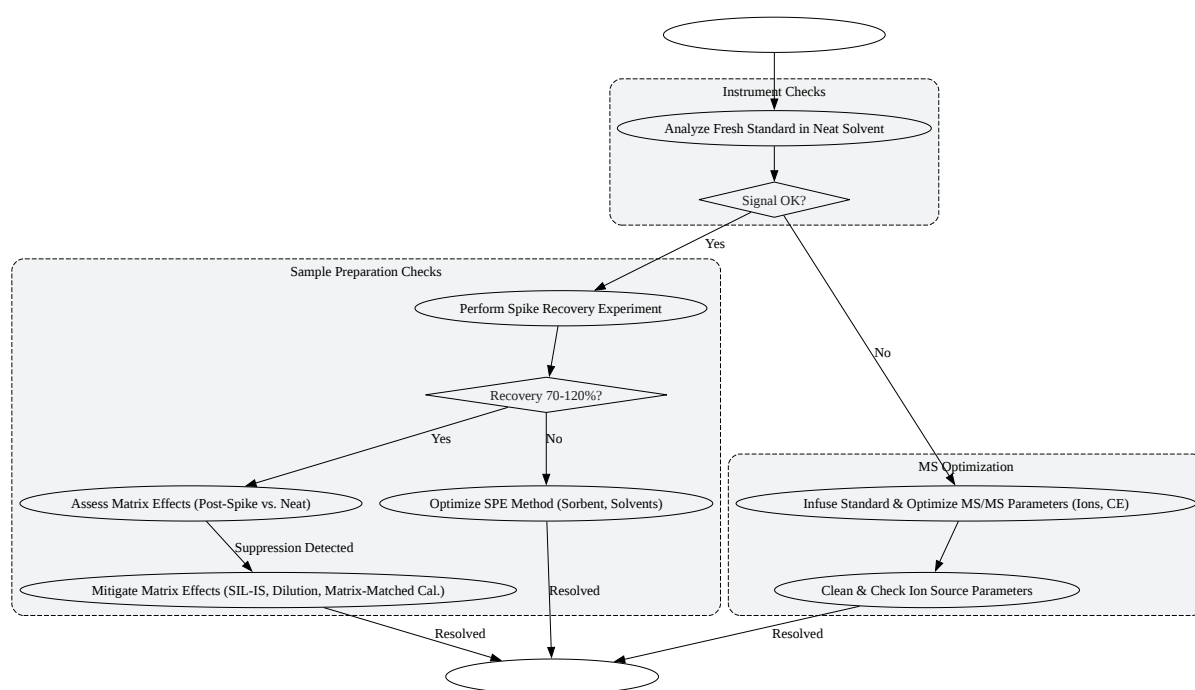 Instrument Checks
Analyze Fresh Standard in Neat Solvent
Signal OK?
Yes
No
Sample Preparation Checks
Perform Spike Recovery Experiment
Recovery 70-120%?
Yes
No
Assess Matrix Effects (Post-Spike vs. Neat)
Optimize SPE Method (Sorbent, Solvents)
Suppression Detected
Mitigate Matrix Effects (SIL-IS, Dilution, Matrix-Matched Cal.)
MS Optimization
Infuse Standard & Optimize MS/MS Parameters (Ions, CE)
Clean & Check Ion Source Parameters
Resolved
Resolved
Resolved